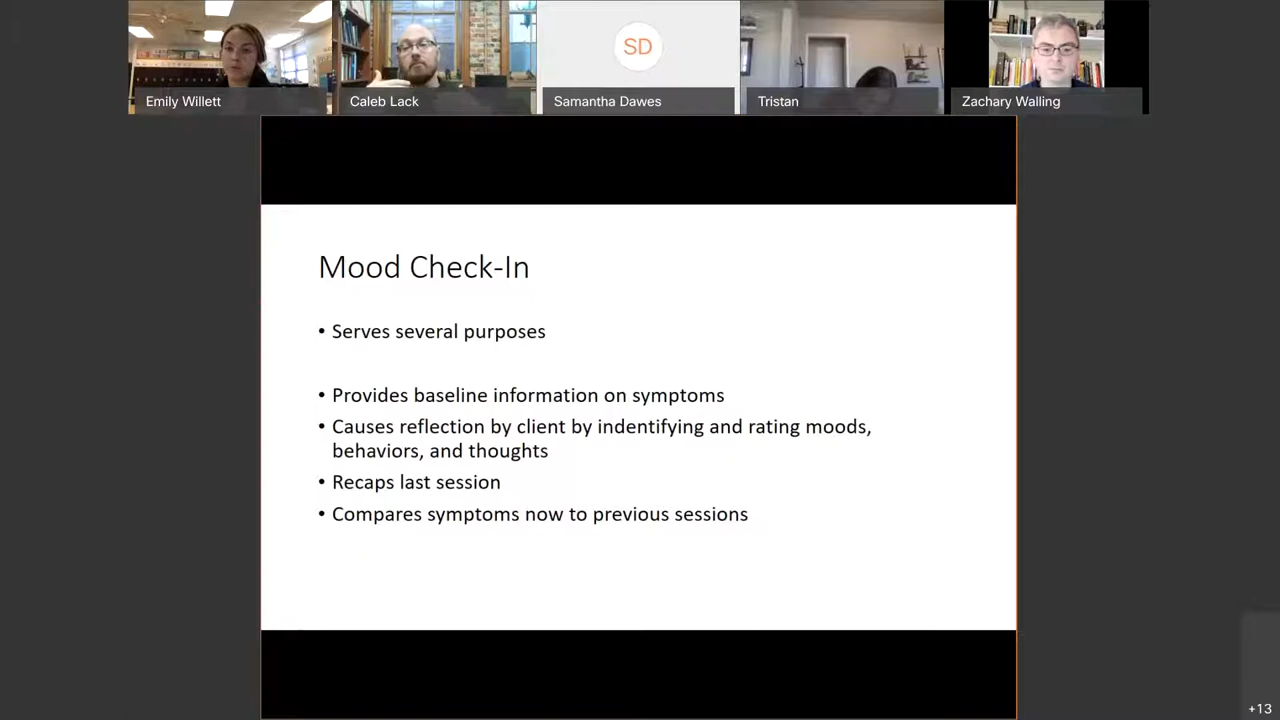 SD
Emily Willett
Caleb Lack
Samantha Dawes
Tristan
Zachary Walling
Mood Check-In
• Serves several purposes
• Provides baseline information on symptoms
• Causes reflection by client by indentifying and rating moods,
behaviors, and thoughts
• Recaps last session
• Compares symptoms now to previous sessions
+13